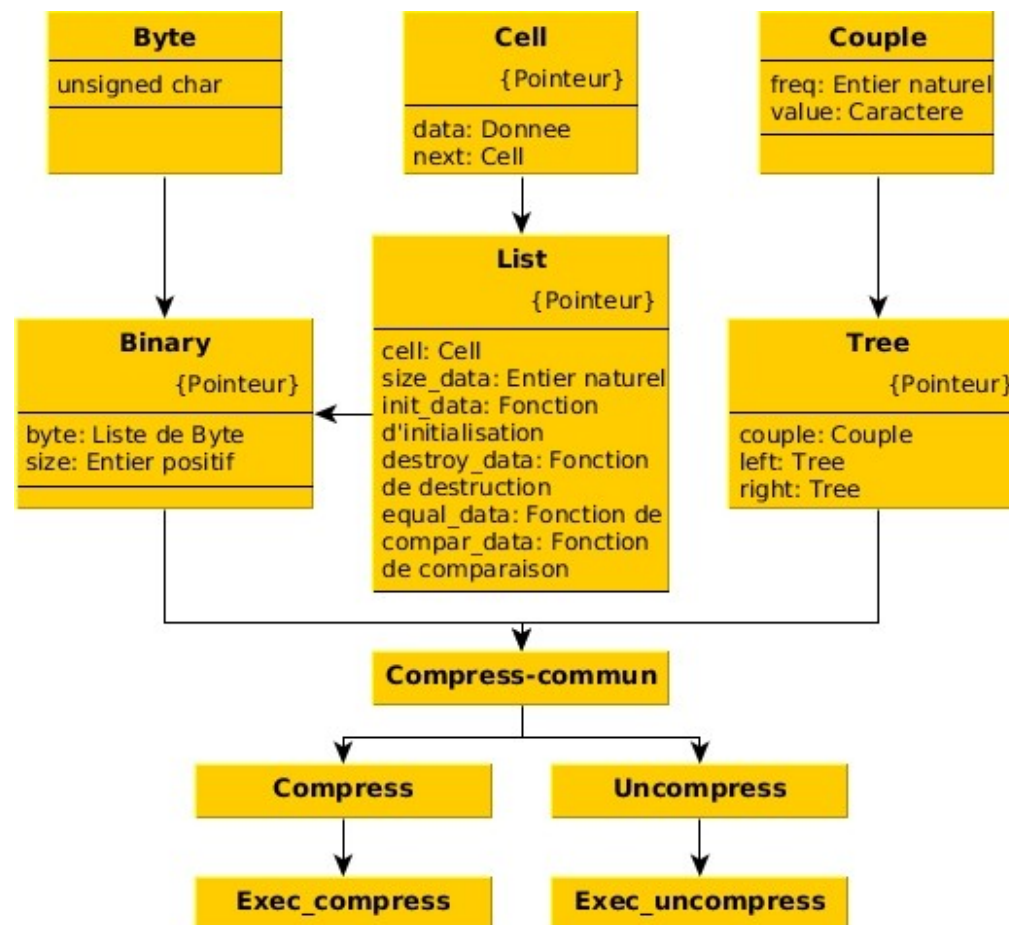 Byte
unsigned char
Cell
{Pointeur}
data: Donnee
next: Cell
Couple
freq: Entier naturel
value: Caractere
List
{Pointeur}
cell: Cell
size_data: Entier naturel
init_data: Fonction
d'initialisation
destroy_data: Fonction
de destruction
equal_data: Fonction de
compar_data: Fonction
de comparaison
Binary
{Pointeur}
byte: Liste de Byte
size: Entier positif
Tree
{Pointeur}
couple: Couple
left: Tree
right: Tree
Compress-commun
Compress
Uncompress
Exec_compress
Exec_uncompress